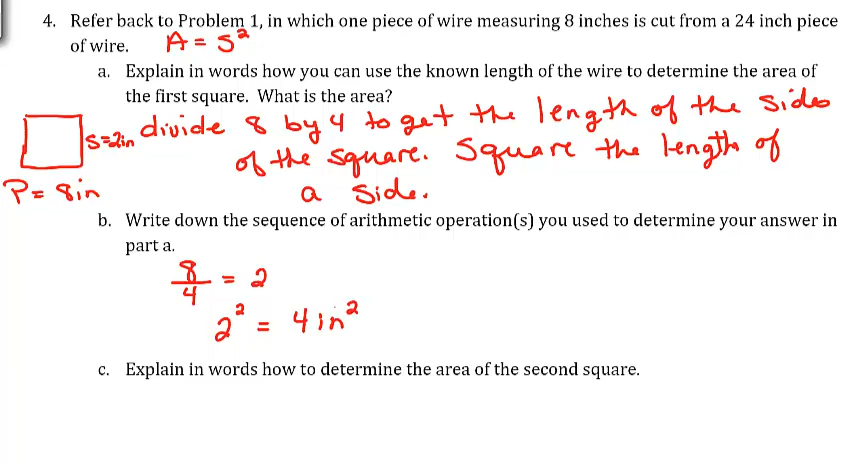 4. Refer back to Problem 1, in which one piece of wire measuring 8 inches is cut from a 24 inch piece
of wire. A = s²
a. Explain in words how you can use the known length of the wire to determine the area of
the first square. What is the area?
divide 8 by 4 to get the length of the sides
s=2in
of the square. Square the length of
P = 8in
a side.
b. Write down the sequence of arithmetic operation(s) you used to determine your answer in
part a.
8/4 = 2
2² = 4in²
c. Explain in words how to determine the area of the second square.